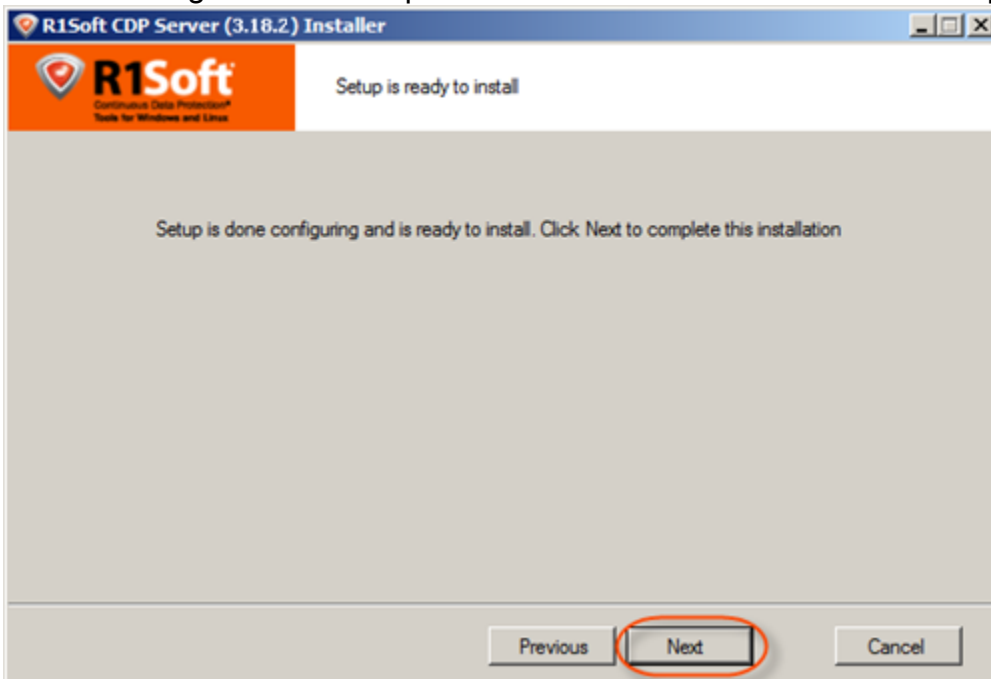 R1Soft CDP Server (3.18.2) Installer
R1Soft
Continuous Data Protection®
Tools for Windows and Linux
Setup is ready to install
Setup is done configuring and is ready to install. Click Next to complete this installation
Previous
Next
Cancel